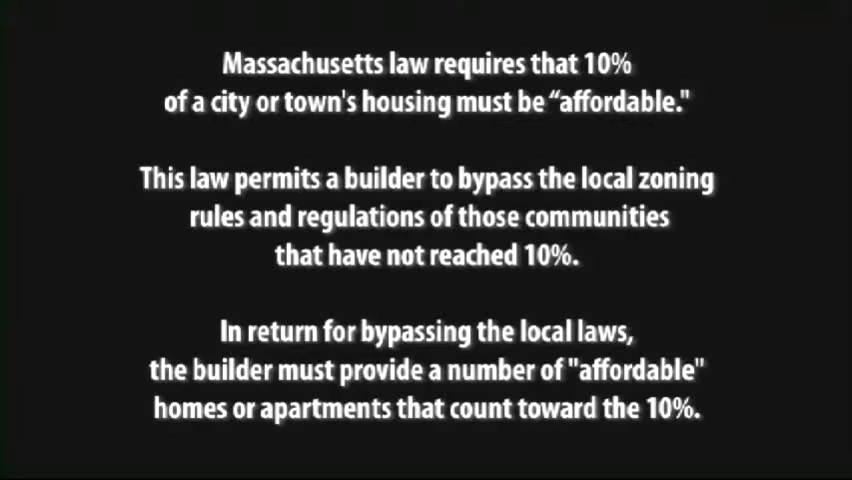 Massachusetts law requires that 10%
of a city or town's housing must be “affordable."
This law permits a builder to bypass the local zoning
rules and regulations of those communities
that have not reached 10%.
In return for bypassing the local laws,
the builder must provide a number of "affordable"
homes or apartments that count toward the 10%.